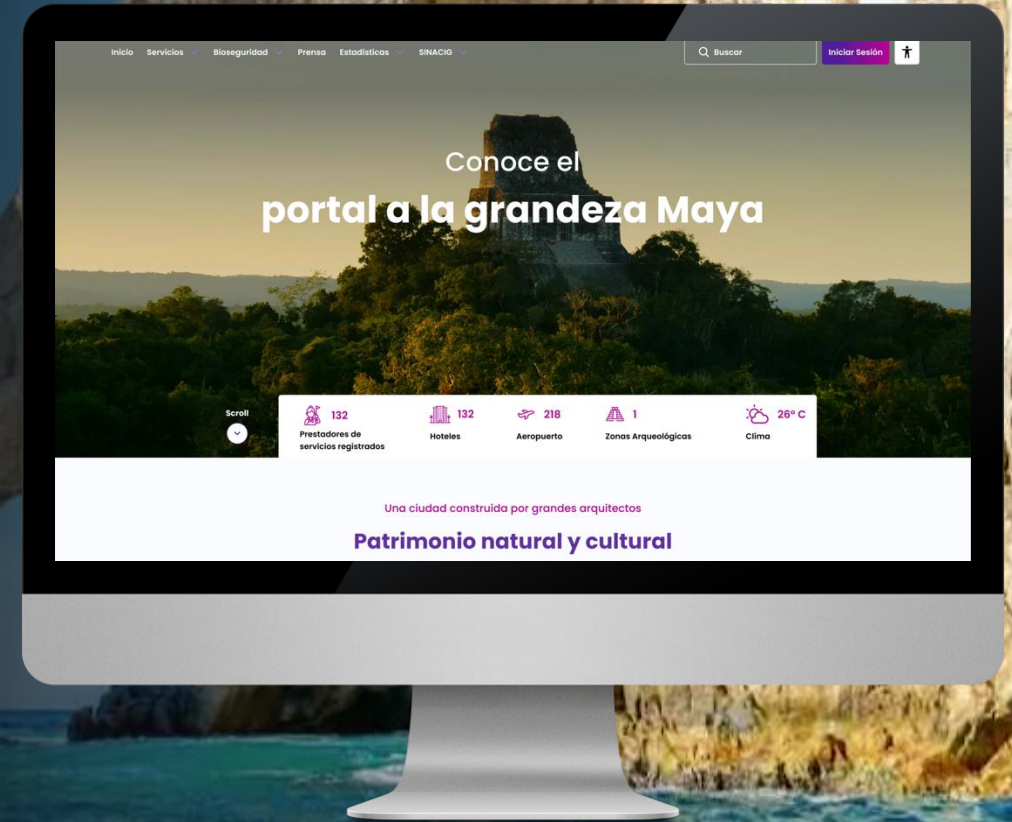 Inicio Servicios Bioseguridad Prensa Estadísticas SINACIG Buscar Iniciar Sesión
Conoce el
portal a la grandeza Maya
Scroll
132
Prestadores de
servicios registrados
132
Hoteles
218
Aeropuerto
1
Zonas Arqueológicas
26° C
Clima
Una ciudad construida por grandes arquitectos
Patrimonio natural y cultural